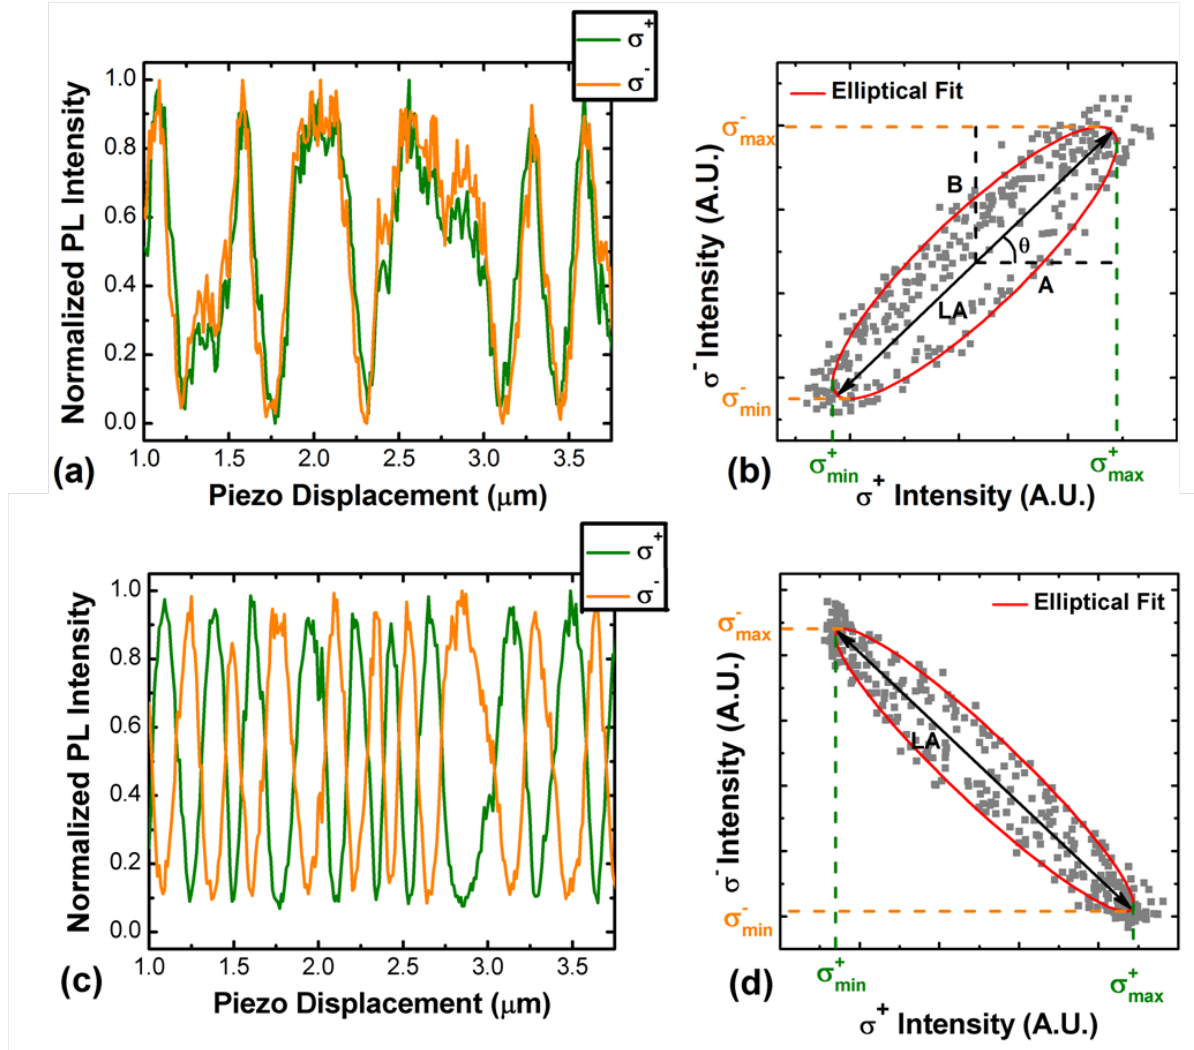 σ⁺
σ⁻
Normalized PL Intensity
1.0
0.8
0.6
0.4
0.2
0.0
1.0 1.5 2.0 2.5 3.0 3.5
(a)
Piezo Displacement (μm)
Elliptical Fit
σ⁻max
B
θ
A
LA
σ⁻ Intensity (A.U.)
σ⁻min
σ⁺min
σ⁺max
(b)
σ⁺ Intensity (A.U.)
σ⁺
σ⁻
Normalized PL Intensity
1.0
0.8
0.6
0.4
0.2
0.0
1.0 1.5 2.0 2.5 3.0 3.5
(c)
Piezo Displacement (μm)
Elliptical Fit
σ⁻max
LA
σ⁻ Intensity (A.U.)
σ⁻min
σ⁺min
σ⁺max
(d)
σ⁺ Intensity (A.U.)